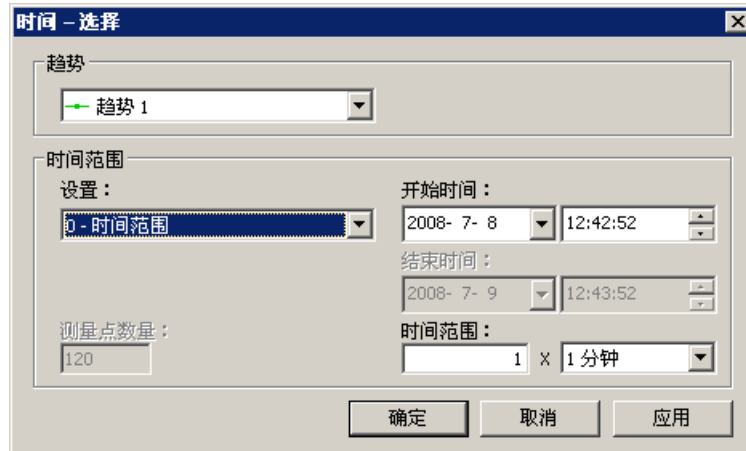 时间 – 选择
趋势
趋势 1
时间范围
设置：
开始时间：
0 - 时间范围
2008- 7- 8
12:42:52
结束时间：
2008- 7- 9
12:43:52
测量点数量：
时间范围：
120
1 X 1 分钟
确定
取消
应用